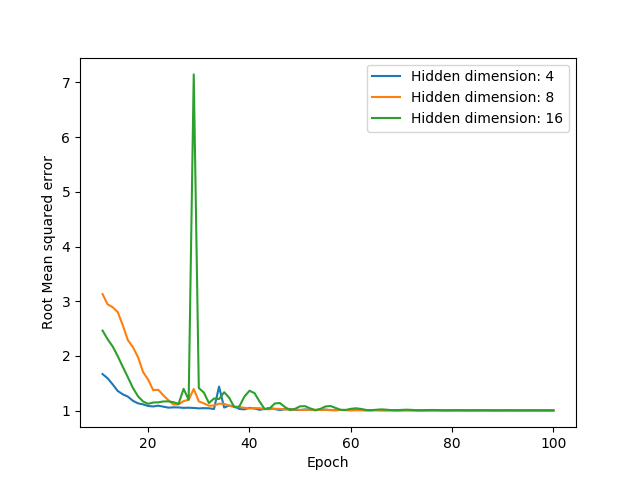 Hidden dimension: 4
Hidden dimension: 8
Hidden dimension: 16
Root Mean squared error
7
6
5
4
3
2
1
20
40
60
80
100
Epoch